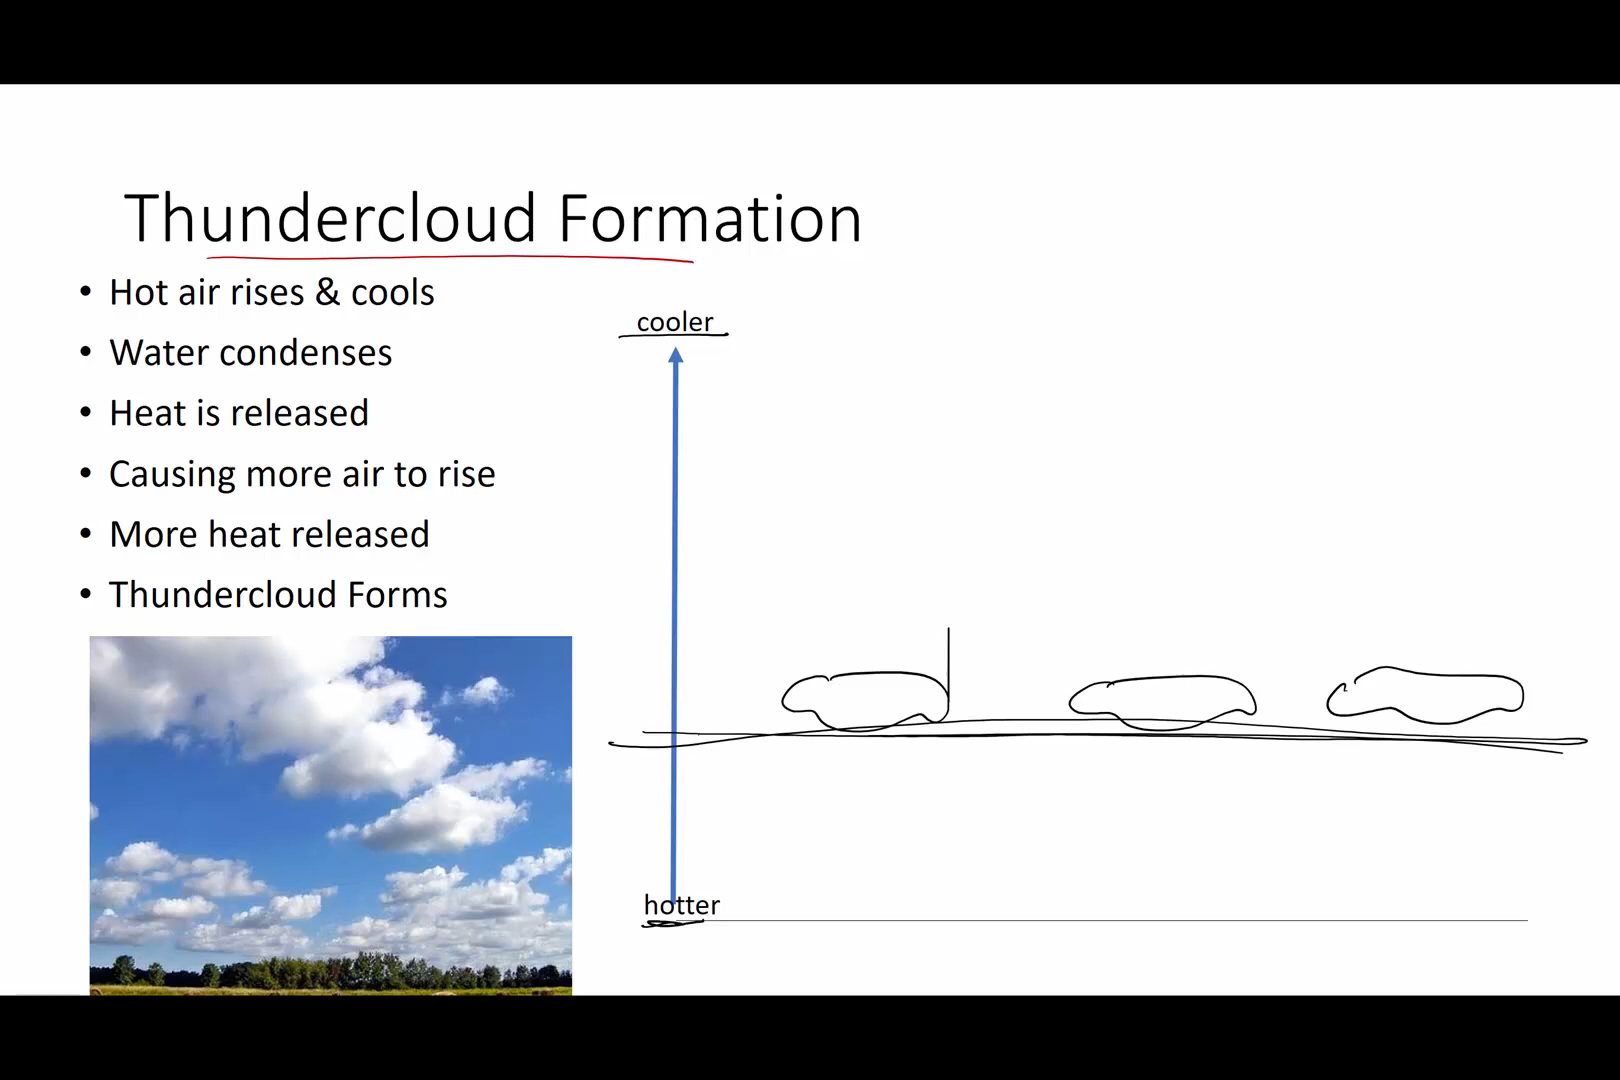 Thundercloud Formation
• Hot air rises & cools
• Water condenses
• Heat is released
• Causing more air to rise
• More heat released
• Thundercloud Forms
cooler
hotter